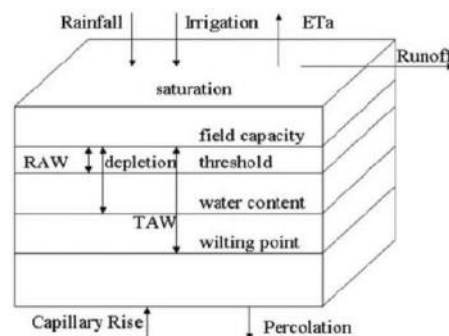 Rainfall Irrigation ETa
Runoff
saturation
field capacity
RAW depletion threshold
water content
TAW
wilting point
Capillary Rise Percolation